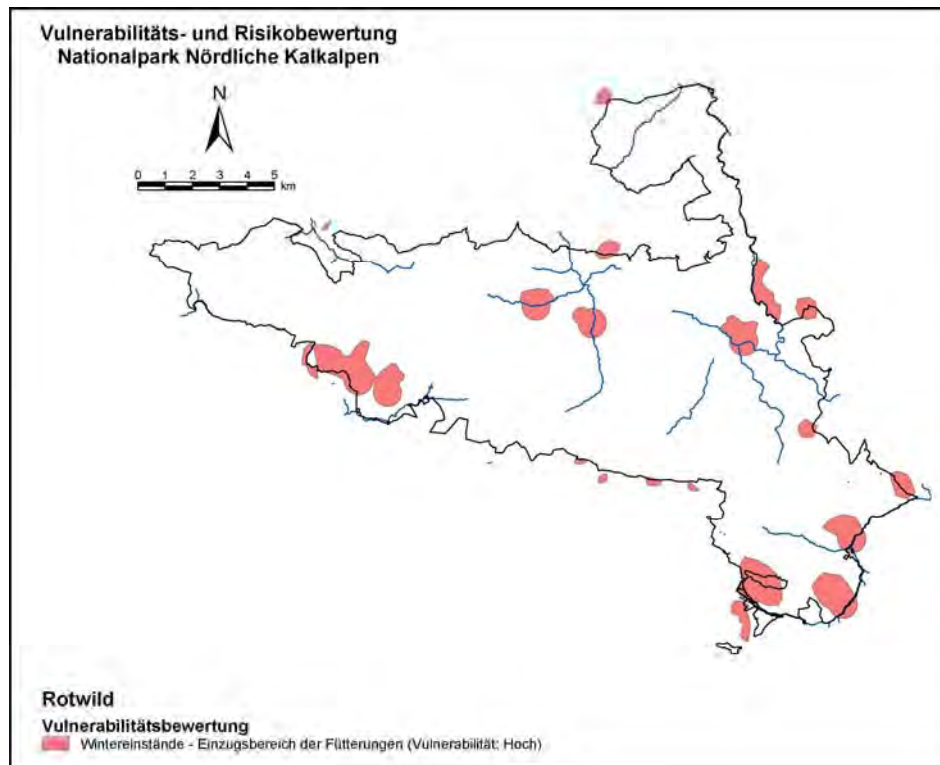 Vulnerabilitäts- und Risikobewertung
Nationalpark Nördliche Kalkalpen
N
0 1 2 3 4 5
km
Rotwild
Vulnerabilitätsbewertung
Wintereinstände - Einzugsbereich der Fütterungen (Vulnerabilität: Hoch)